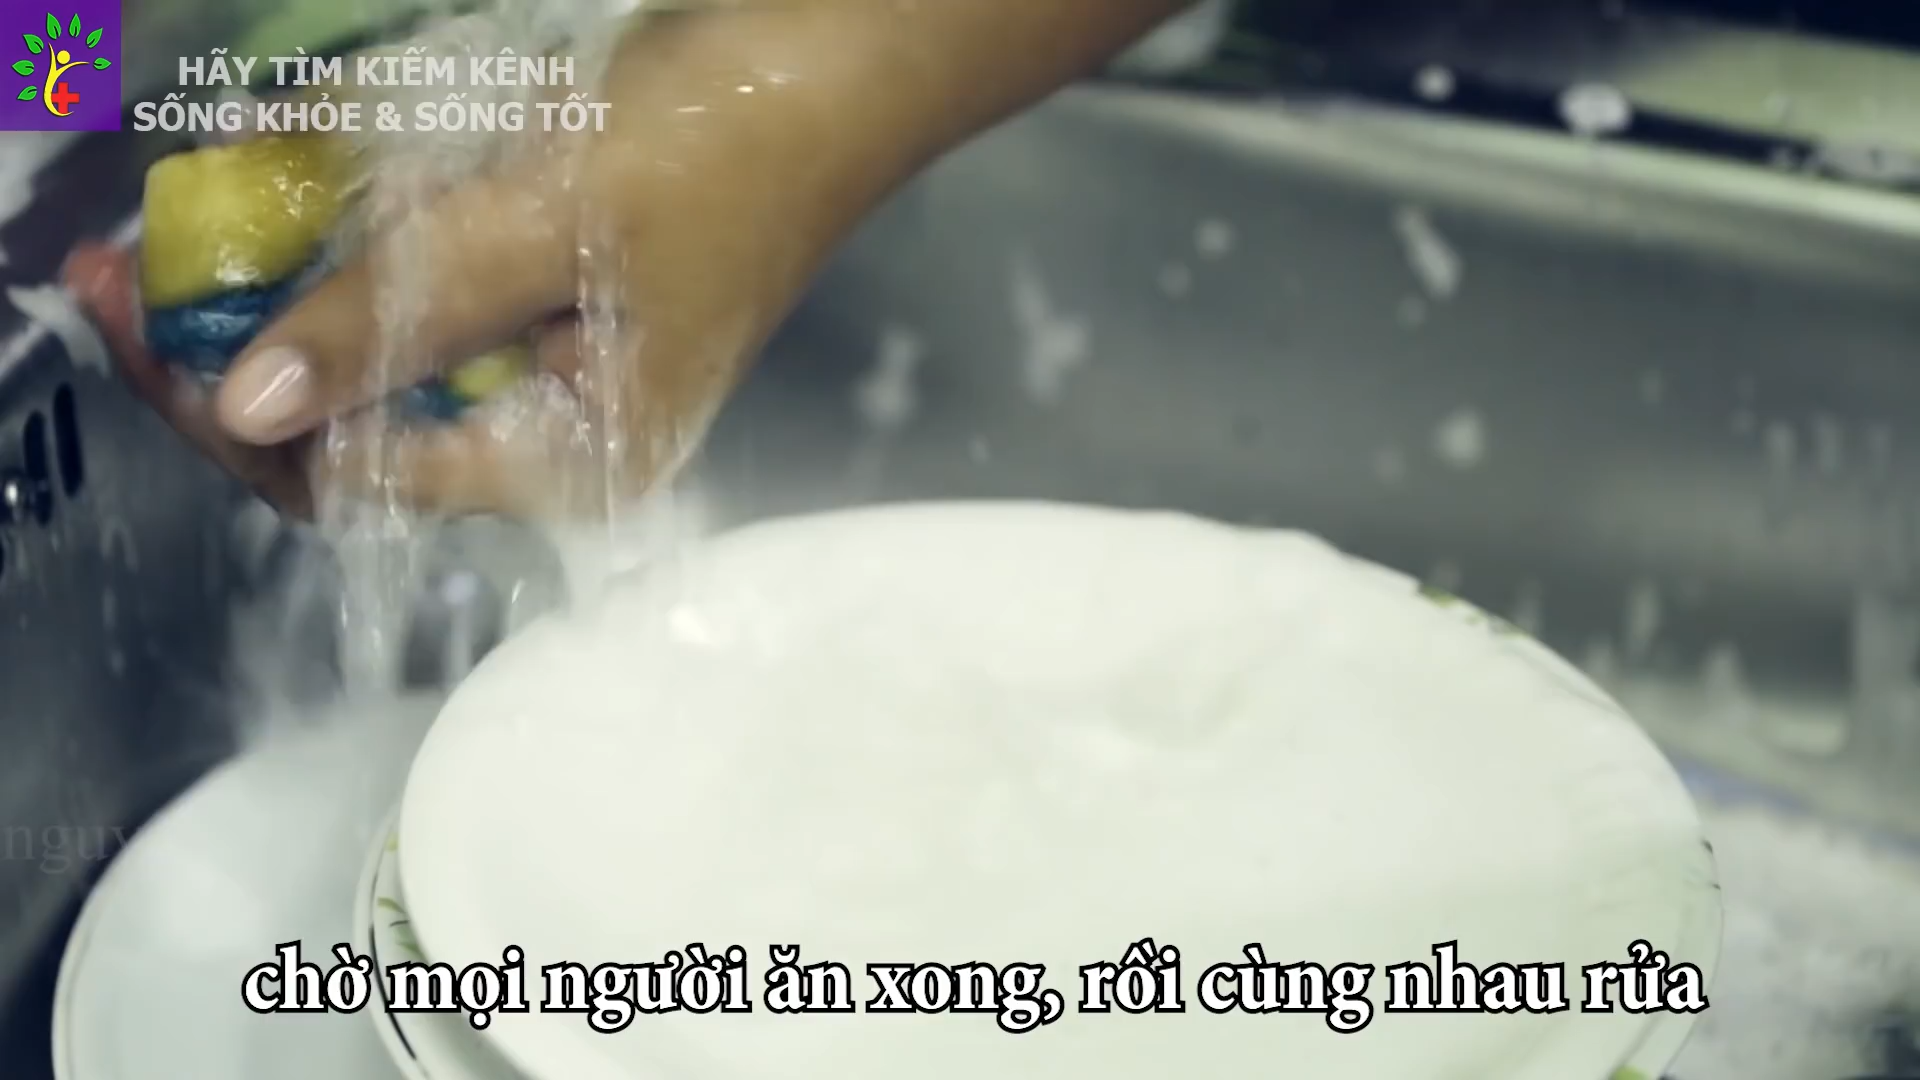 HÃY TÌM KIẾM KÊNH
SỐNG KHỎE & SỐNG TỐT
chờ mọi người ăn xong, rồi cùng nhau rửa